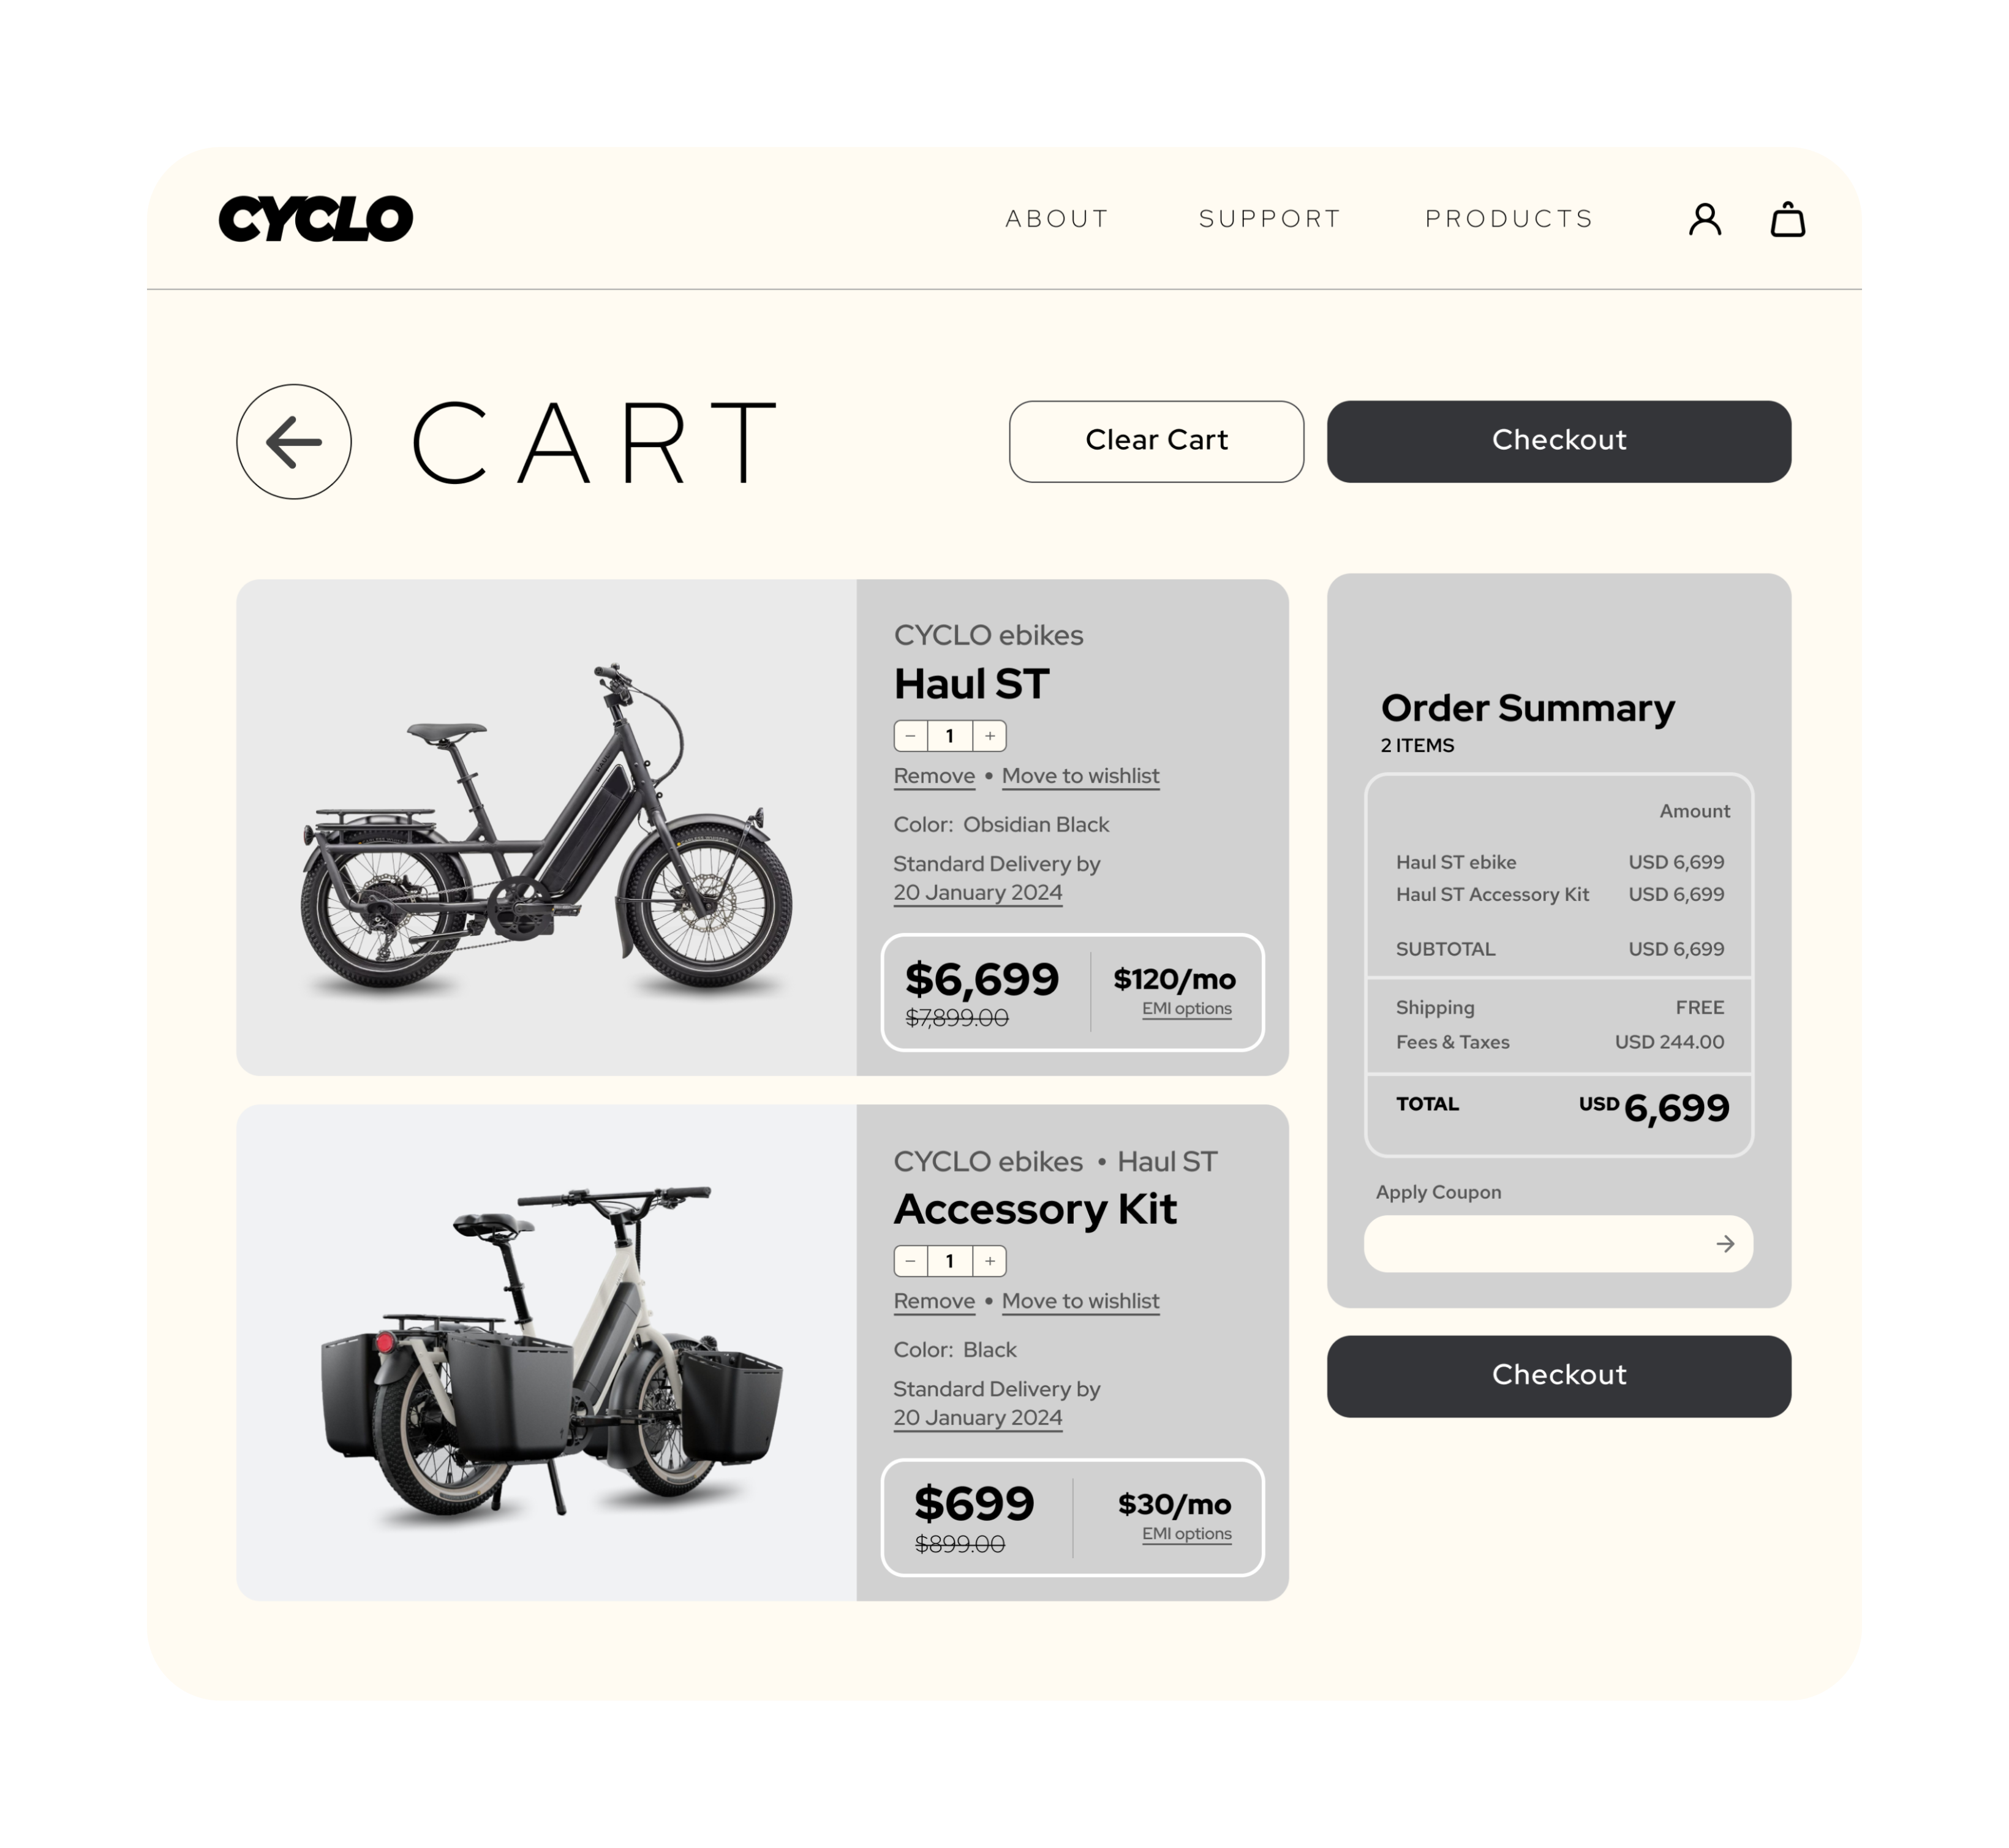 CYCLO
ABOUT
SUPPORT
PRODUCTS
CART
Clear Cart
Checkout
CYCLO ebikes
Haul ST
− 1 +
Remove • Move to wishlist
Color: Obsidian Black
Standard Delivery by
20 January 2024
$6,699
$7,899.00
$120/mo
EMI options
CYCLO ebikes • Haul ST
Accessory Kit
− 1 +
Remove • Move to wishlist
Color: Black
Standard Delivery by
20 January 2024
$699
$899.00
$30/mo
EMI options
Order Summary
2 ITEMS
Amount
Haul ST ebike USD 6,699
Haul ST Accessory Kit USD 6,699
SUBTOTAL USD 6,699
Shipping FREE
Fees & Taxes USD 244.00
TOTAL USD 6,699
Apply Coupon
Checkout